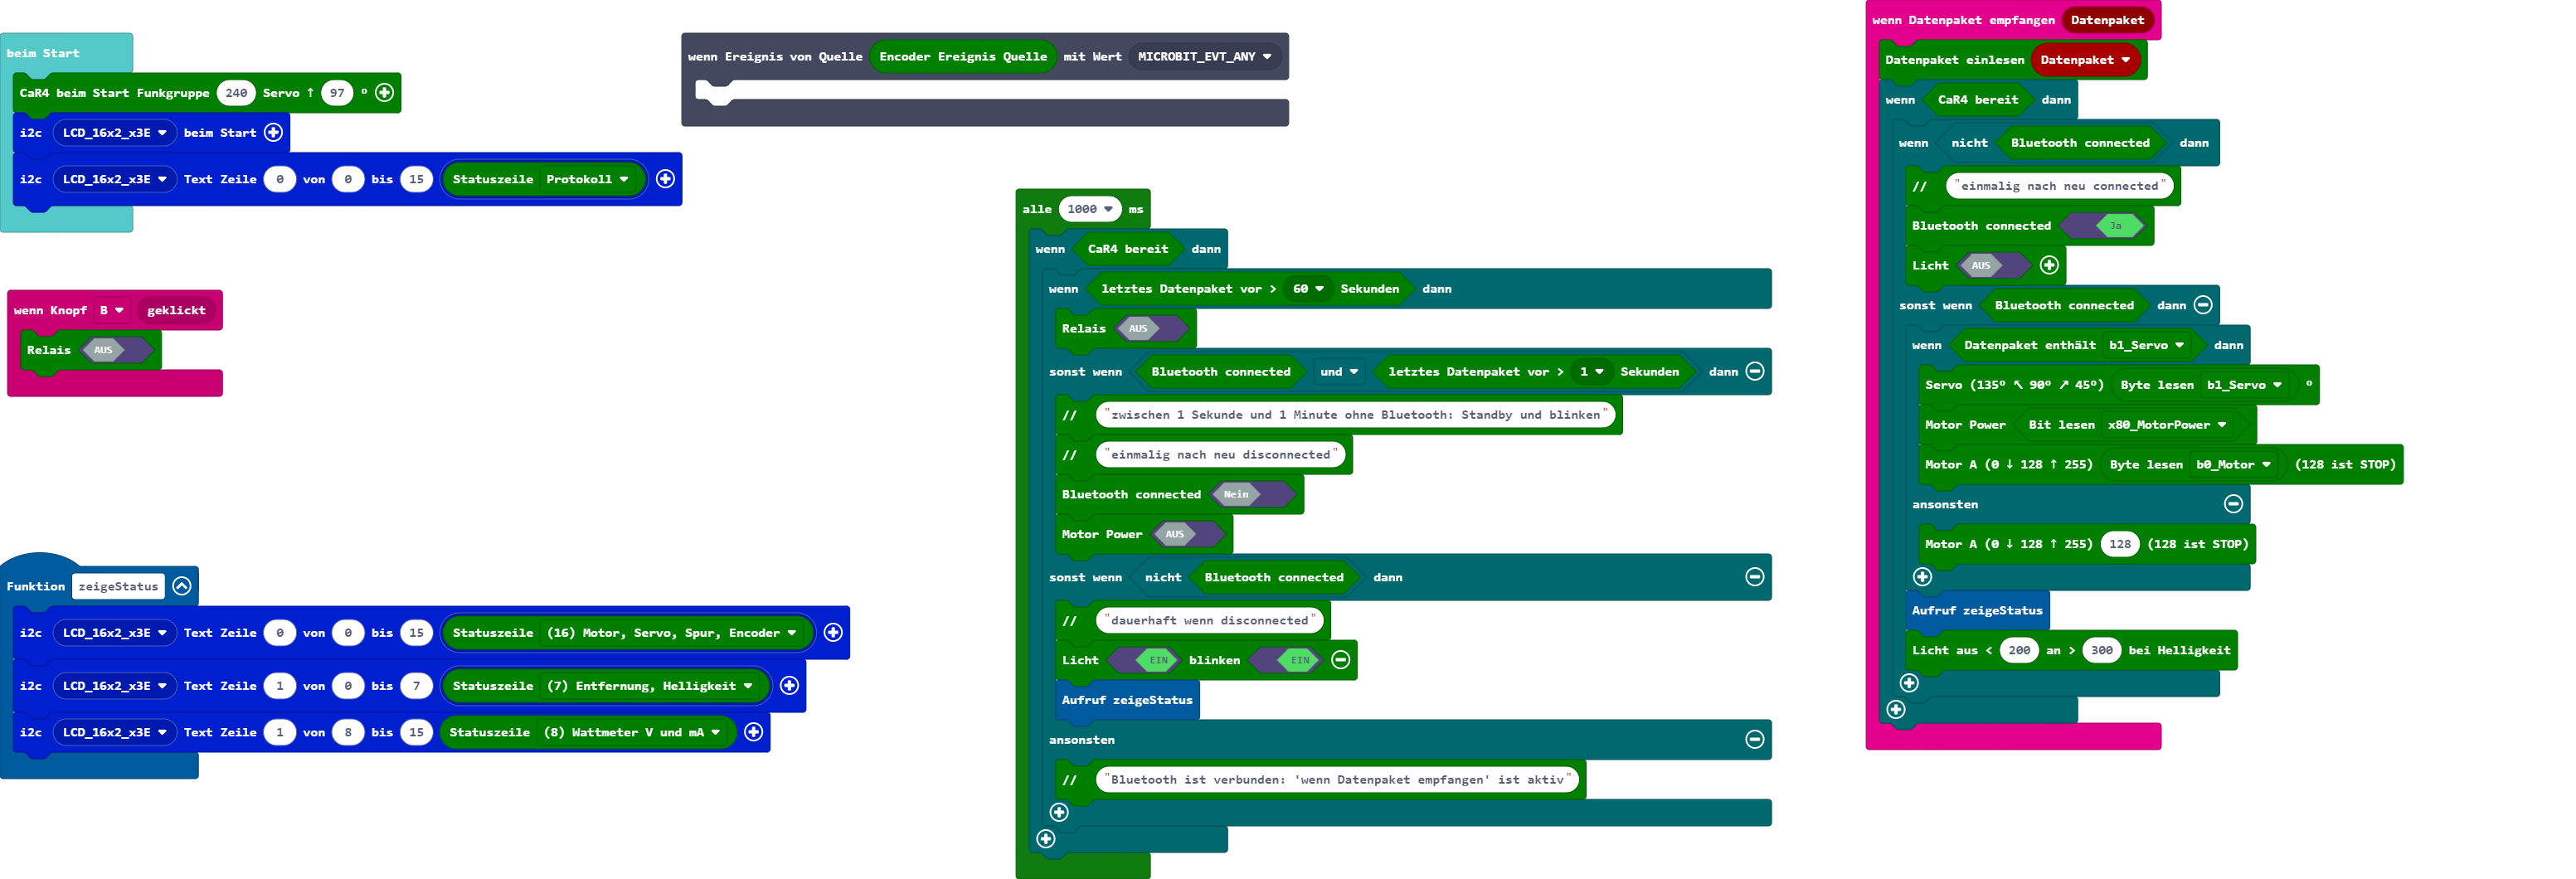 beim Start
CaR4 beim Start Funkgruppe 240 Servo ↑ 97 °
i2c LCD_16x2_x3E beim Start
i2c LCD_16x2_x3E Text Zeile 0 von 0 bis 15 Statuszeile Protokoll
wenn Knopf B geklickt
Relais AUS
Funktion zeigeStatus
i2c LCD_16x2_x3E Text Zeile 0 von 0 bis 15 Statuszeile (16) Motor, Servo, Spur, Encoder
i2c LCD_16x2_x3E Text Zeile 1 von 0 bis 7 Statuszeile (7) Entfernung, Helligkeit
i2c LCD_16x2_x3E Text Zeile 1 von 8 bis 15 Statuszeile (8) Wattmeter V und mA
wenn Ereignis von Quelle Encoder Ereignis Quelle mit Wert MICROBIT_EVT_ANY
alle 1000 ms
wenn CaR4 bereit dann
wenn letztes Datenpaket vor > 60 Sekunden dann
Relais AUS
sonst wenn Bluetooth connected und letztes Datenpaket vor > 1 Sekunden dann
// "zwischen 1 Sekunde und 1 Minute ohne Bluetooth: Standby und blinken"
// "einmalig nach neu disconnected"
Bluetooth connected Nein
Motor Power AUS
sonst wenn nicht Bluetooth connected dann
// "dauerhaft wenn disconnected"
Licht EIN blinken EIN
Aufruf zeigeStatus
ansonsten
// "Bluetooth ist verbunden: 'wenn Datenpaket empfangen' ist aktiv"
wenn Datenpaket empfangen Datenpaket
Datenpaket einlesen Datenpaket
wenn CaR4 bereit dann
wenn nicht Bluetooth connected dann
// "einmalig nach neu connected"
Bluetooth connected Ja
Licht AUS
sonst wenn Bluetooth connected dann
wenn Datenpaket enthält b1_Servo dann
Servo (135° ↖ 90° ↗ 45°) Byte lesen b1_Servo °
Motor Power Bit lesen x80_MotorPower
Motor A (0 ↓ 128 ↑ 255) Byte lesen b0_Motor (128 ist STOP)
ansonsten
Motor A (0 ↓ 128 ↑ 255) 128 (128 ist STOP)
Aufruf zeigeStatus
Licht aus < 200 an > 300 bei Helligkeit